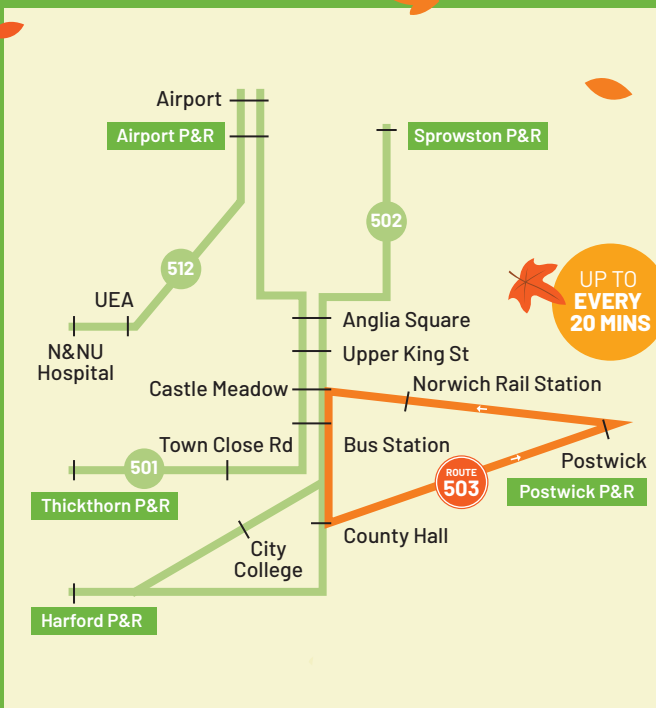 Airport
Airport P&R
Sprowston P&R
502
512
UP TO
EVERY
20 MINS
UEA
Anglia Square
N&NU
Hospital
Upper King St
Norwich Rail Station
Castle Meadow
Town Close Rd
Bus Station
501
Postwick
ROUTE
503
Thickthorn P&R
Postwick P&R
County Hall
City
College
Harford P&R